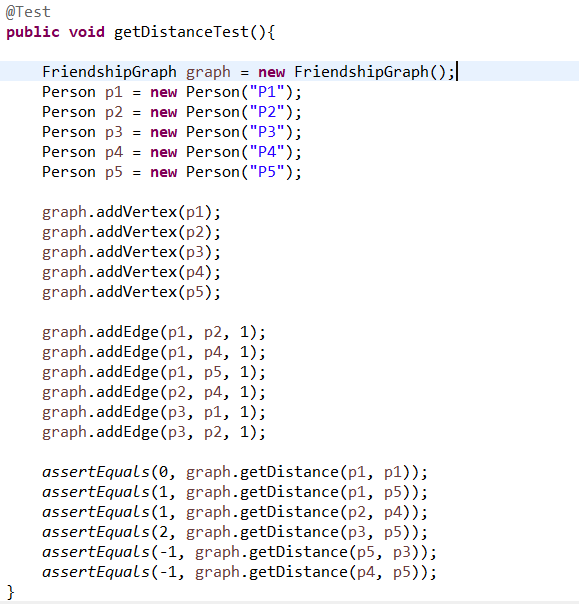 @Test
public void getDistanceTest(){
FriendshipGraph graph = new FriendshipGraph();
Person p1 = new Person("P1");
Person p2 = new Person("P2");
Person p3 = new Person("P3");
Person p4 = new Person("P4");
Person p5 = new Person("P5");
graph.addVertex(p1);
graph.addVertex(p2);
graph.addVertex(p3);
graph.addVertex(p4);
graph.addVertex(p5);
graph.addEdge(p1, p2, 1);
graph.addEdge(p1, p4, 1);
graph.addEdge(p1, p5, 1);
graph.addEdge(p2, p4, 1);
graph.addEdge(p3, p1, 1);
graph.addEdge(p3, p2, 1);
assertEquals(0, graph.getDistance(p1, p1));
assertEquals(1, graph.getDistance(p1, p5));
assertEquals(1, graph.getDistance(p2, p4));
assertEquals(2, graph.getDistance(p3, p5));
assertEquals(-1, graph.getDistance(p5, p3));
assertEquals(-1, graph.getDistance(p4, p5));
}